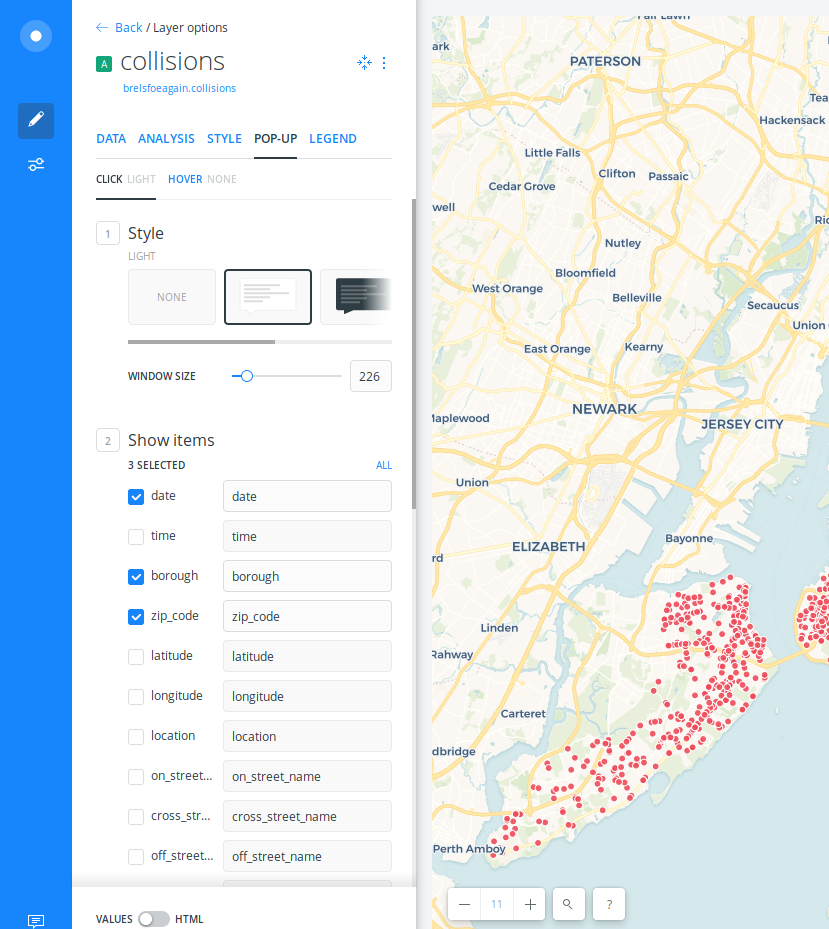 Back / Layer options
A collisions
brelsfoeagain.collisions
DATA ANALYSIS STYLE POP-UP LEGEND
CLICK LIGHT HOVER NONE
1 Style
LIGHT
NONE
WINDOW SIZE 226
2 Show items
3 SELECTED ALL
date date
time time
borough borough
zip_code zip_code
latitude latitude
longitude longitude
location location
on_street... on_street_name
cross_str... cross_street_name
off_street... off_street_name
VALUES HTML
Fair Lawn
ark
PATERSON
Tea
Hackensack
Little Falls
Clifton
Passaic
Cedar Grove
well
Rid
Nutley
Bloomfield
West Orange
Belleville
Secaucus
Union
East Orange
Kearny
NEWARK
Maplewood
JERSEY CITY
Union
Bayonne
ELIZABETH
rd
Linden
Rahway
Carteret
dbridge
Perth Amboy
11
?